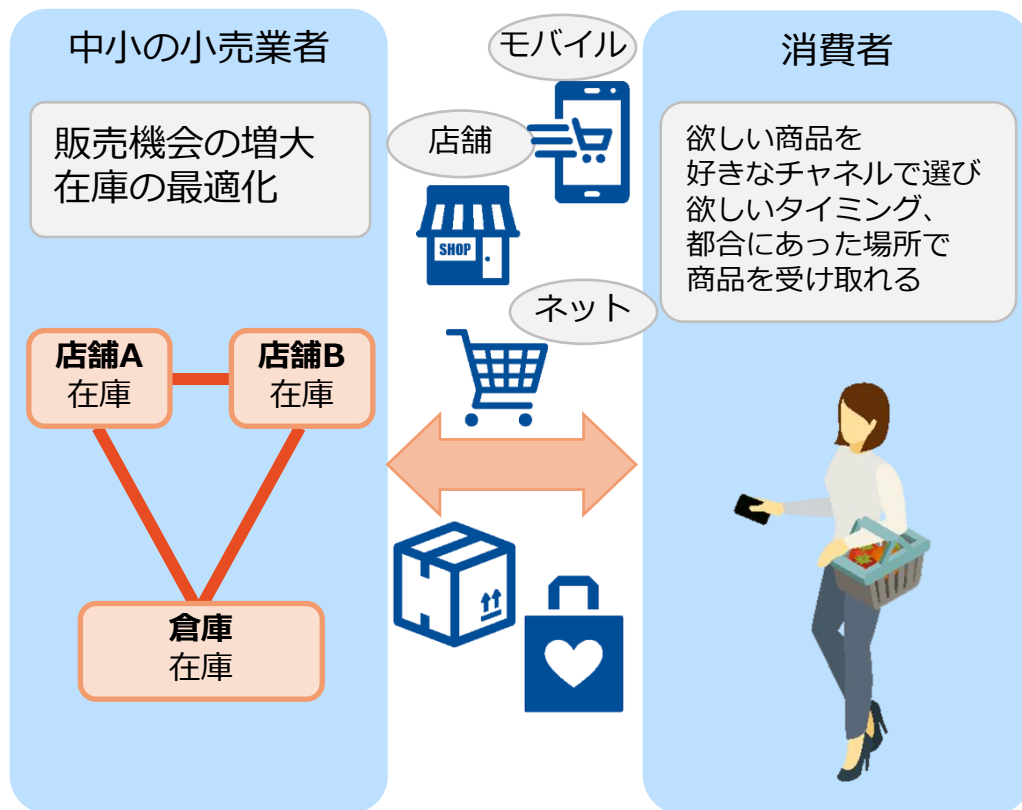 中小の小売業者
販売機会の増大
在庫の最適化
店舗A
在庫
店舗B
在庫
倉庫
在庫
モバイル
店舗
SHOP
ネット
消費者
欲しい商品を
好きなチャネルで選び
欲しいタイミング、
都合にあった場所で
商品を受け取れる